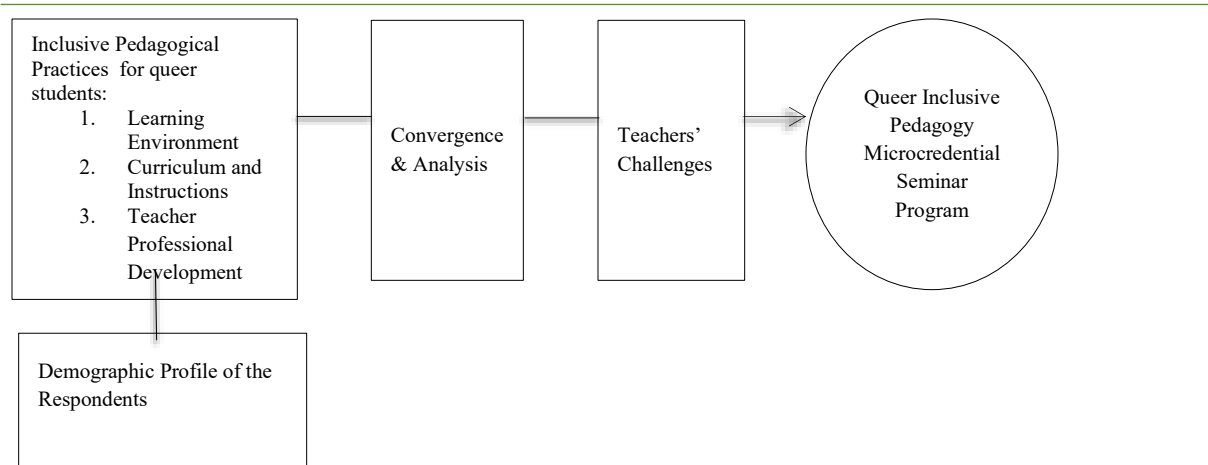 Inclusive Pedagogical
Practices for queer
students:
1. Learning
Environment
2. Curriculum and
Instructions
3. Teacher
Professional
Development
Convergence
& Analysis
Teachers'
Challenges
Queer Inclusive
Pedagogy
Microcredential
Seminar
Program
Demographic Profile of the
Respondents